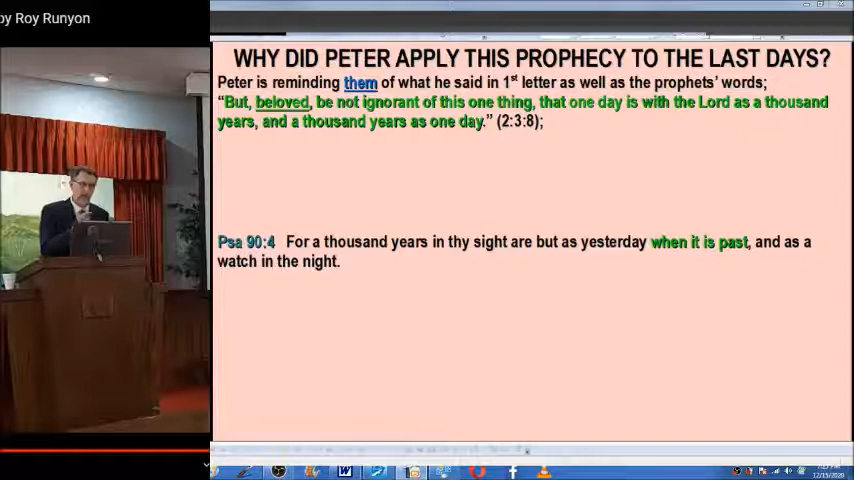 by Roy Runyon
WHY DID PETER APPLY THIS PROPHECY TO THE LAST DAYS?
Peter is reminding them of what he said in 1st letter as well as the prophets' words;
"But, beloved, be not ignorant of this one thing, that one day is with the Lord as a thousand
years, and a thousand years as one day." (2:3:8);
Psa 90:4 For a thousand years in thy sight are but as yesterday when it is past, and as a
watch in the night.
12/15/2020